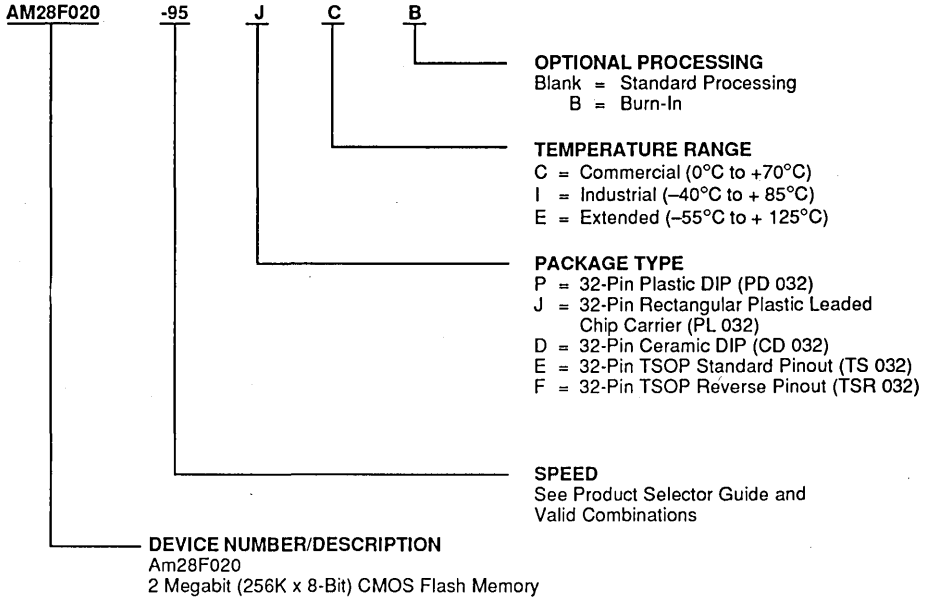 AM28F020 -95 J C B
OPTIONAL PROCESSING
Blank = Standard Processing
B = Burn-In
TEMPERATURE RANGE
C = Commercial (0°C to +70°C)
I = Industrial (–40°C to + 85°C)
E = Extended (–55°C to + 125°C)
PACKAGE TYPE
P = 32-Pin Plastic DIP (PD 032)
J = 32-Pin Rectangular Plastic Leaded
Chip Carrier (PL 032)
D = 32-Pin Ceramic DIP (CD 032)
E = 32-Pin TSOP Standard Pinout (TS 032)
F = 32-Pin TSOP Reverse Pinout (TSR 032)
SPEED
See Product Selector Guide and
Valid Combinations
DEVICE NUMBER/DESCRIPTION
Am28F020
2 Megabit (256K x 8-Bit) CMOS Flash Memory